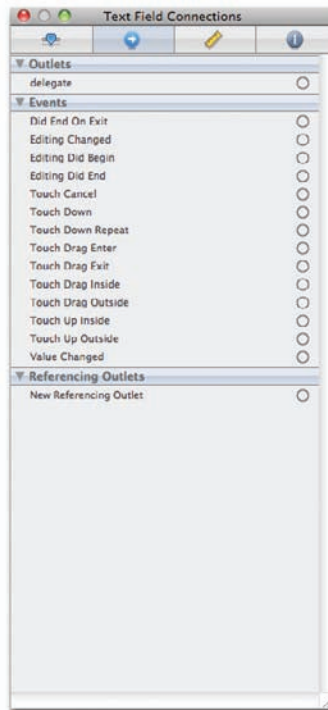 Text Field Connections
Outlets
delegate
Events
Did End On Exit
Editing Changed
Editing Did Begin
Editing Did End
Touch Cancel
Touch Down
Touch Down Repeat
Touch Drag Enter
Touch Drag Exit
Touch Drag Inside
Touch Drag Outside
Touch Up Inside
Touch Up Outside
Value Changed
Referencing Outlets
New Referencing Outlet